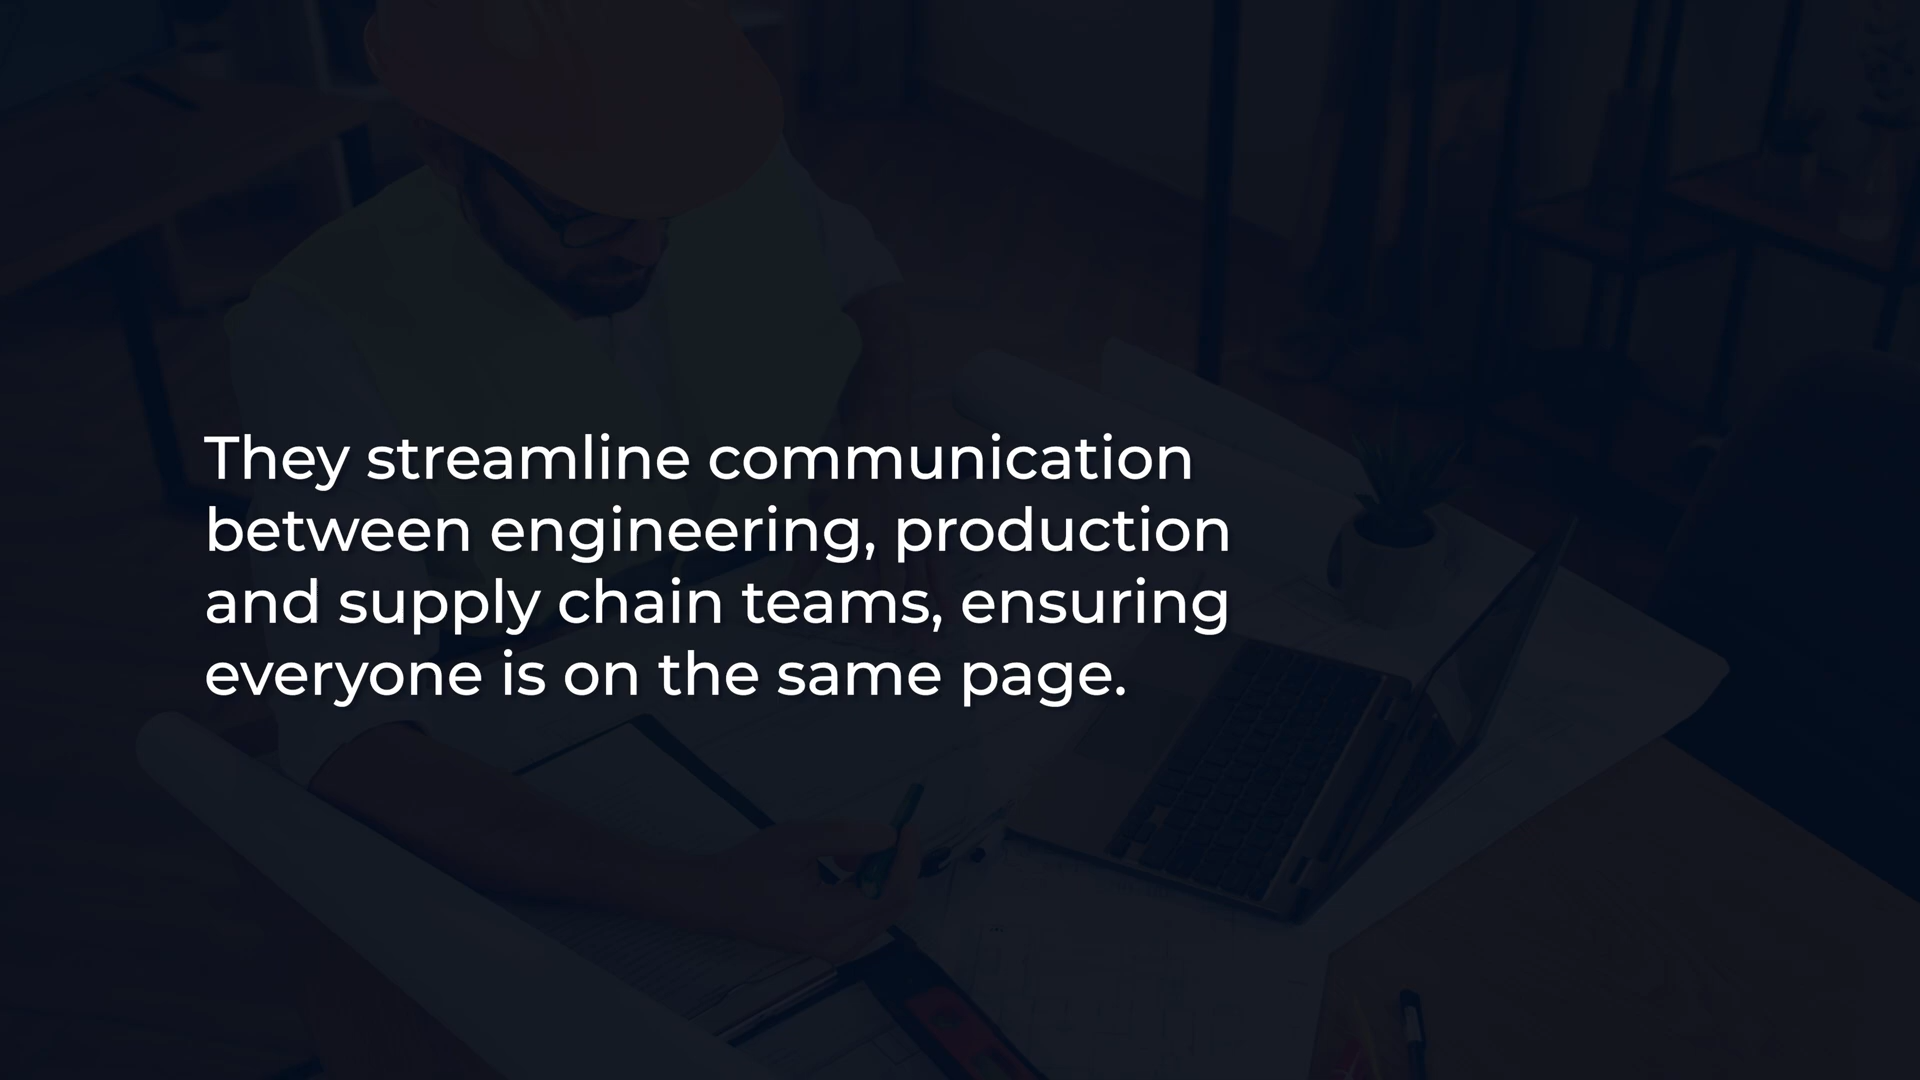 They streamline communication
between engineering, production
and supply chain teams, ensuring
everyone is on the same page.